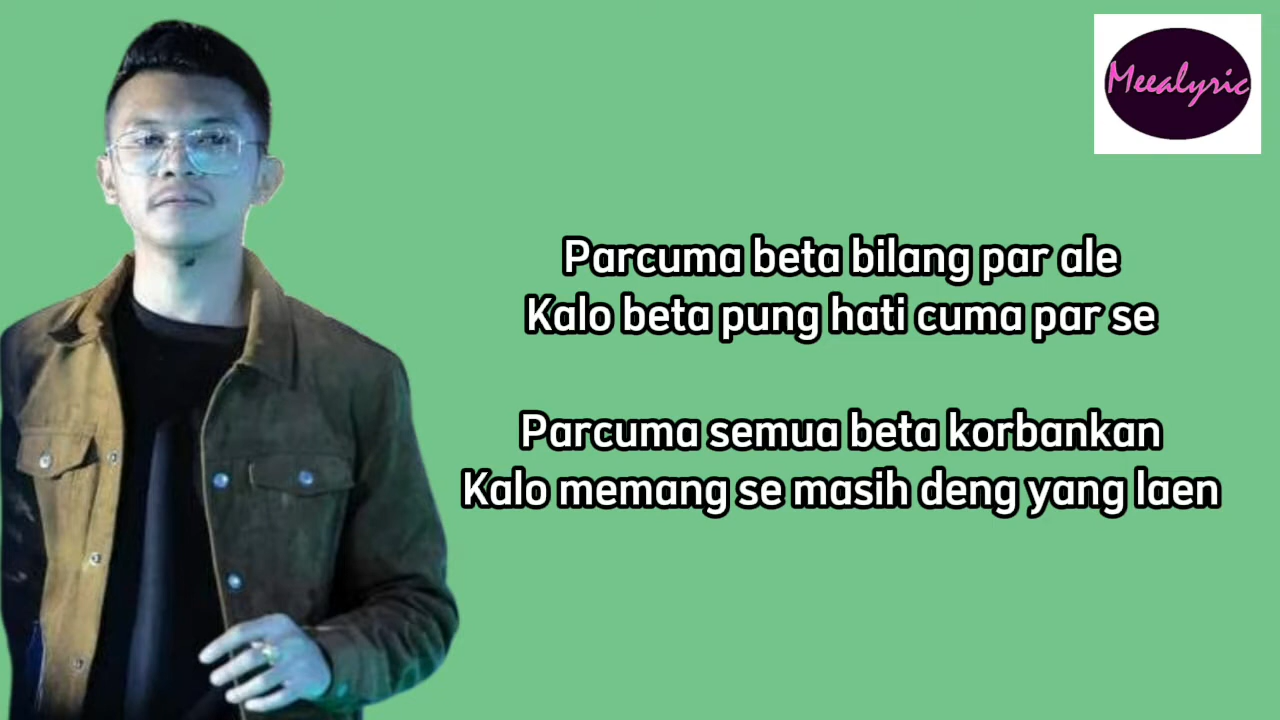 Meealyric
Parcuma beta bilang par ale
Kalo beta pung hati cuma par se
Parcuma semua beta korbankan
Kalo memang se masih deng yang laen